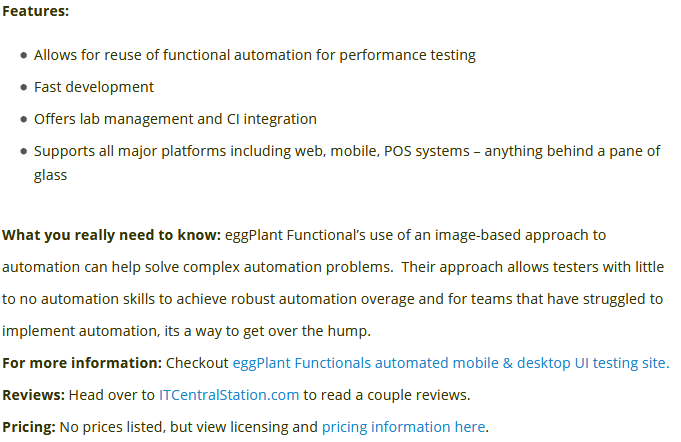 Features:
Allows for reuse of functional automation for performance testing
Fast development
Offers lab management and CI integration
Supports all major platforms including web, mobile, POS systems – anything behind a pane of
glass
What you really need to know: eggPlant Functional’s use of an image-based approach to
automation can help solve complex automation problems.  Their approach allows testers with little
to no automation skills to achieve robust automation overage and for teams that have struggled to
implement automation, its a way to get over the hump.
For more information: Checkout eggPlant Functionals automated mobile & desktop UI testing site.
Reviews: Head over to ITCentralStation.com to read a couple reviews.
Pricing: No prices listed, but view licensing and pricing information here.